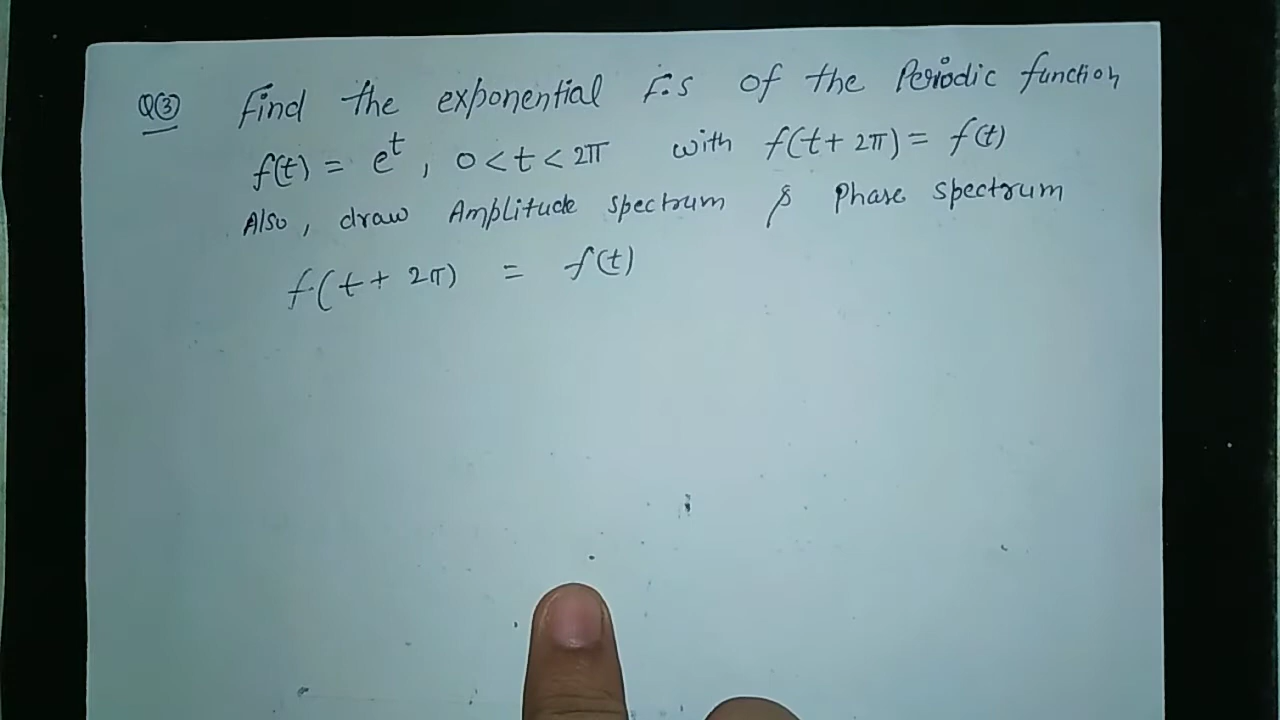 Q③ Find the exponential F.S of the Periodic function
f(t) = e^t , 0 < t < 2π with f(t + 2π) = f(t)
Also , draw Amplitude spectrum & Phase spectrum
f(t + 2π) = f(t)